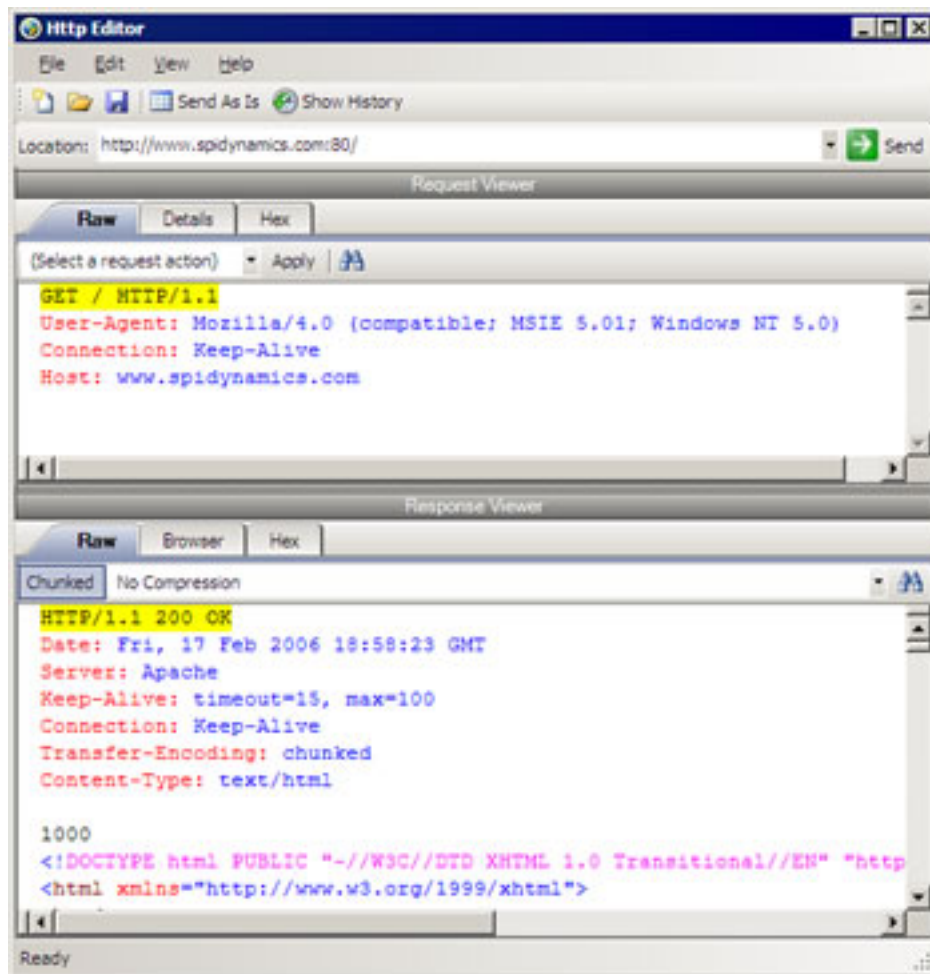 Http Editor
File Edit View Help
Send As Is Show History
Location: http://www.spidynamics.com:80/ Send
Request Viewer
Raw Details Hex
(Select a request action) Apply
GET / HTTP/1.1
User-Agent: Mozilla/4.0 (compatible; MSIE 5.01; Windows NT 5.0)
Connection: Keep-Alive
Host: www.spidynamics.com
Response Viewer
Raw Browser Hex
Chunked No Compression
HTTP/1.1 200 OK
Date: Fri, 17 Feb 2006 18:58:23 GMT
Server: Apache
Keep-Alive: timeout=15, max=100
Connection: Keep-Alive
Transfer-Encoding: chunked
Content-Type: text/html
1000
<!DOCTYPE html PUBLIC "-//W3C//DTD XHTML 1.0 Transitional//EN" "http
<html xmlns="http://www.w3.org/1999/xhtml">
Ready